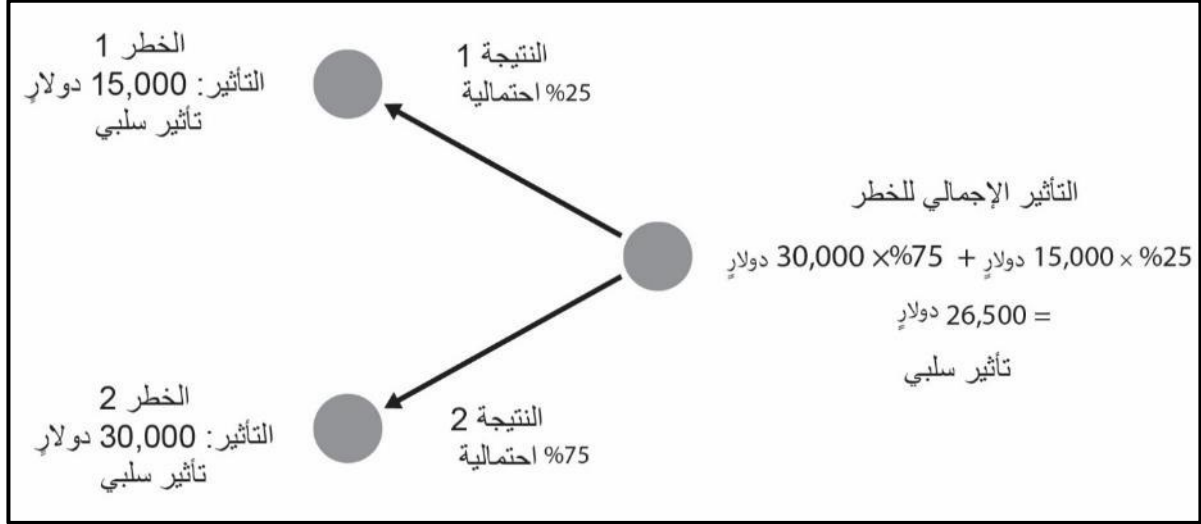 الخطر 1
التأثير: 15,000 دولارٍ
تأثير سلبي
النتيجة 1
%25 احتمالية
التأثير الإجمالي للخطر
%25 × 15,000 دولارٍ + %75× 30,000 دولارٍ
= 26,500 دولارٍ
تأثير سلبي
الخطر 2
التأثير: 30,000 دولارٍ
تأثير سلبي
النتيجة 2
%75 احتمالية